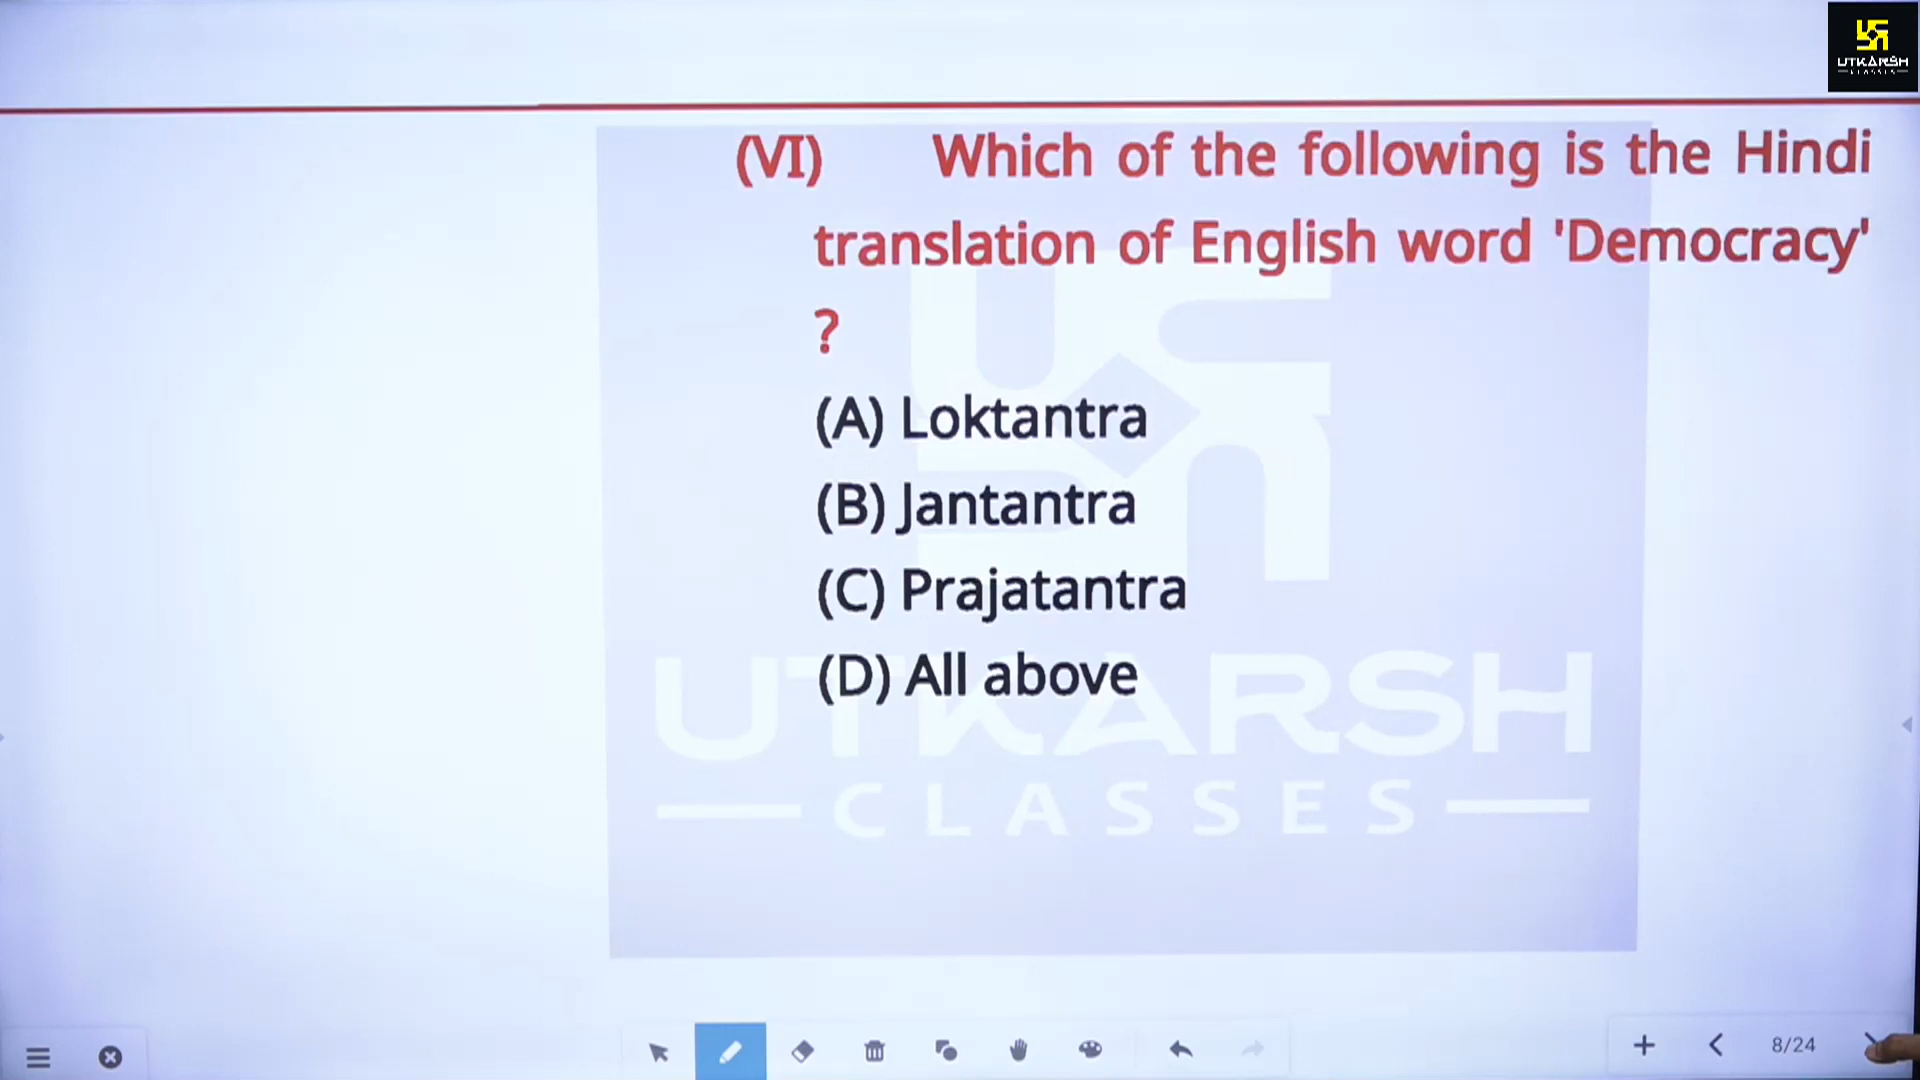 UTKARSH
CLASSES
(VI) Which of the following is the Hindi
translation of English word 'Democracy'
?
(A) Loktantra
(B) Jantantra
(C) Prajatantra
(D) All above
UTKARSH
CLASSES
8/24